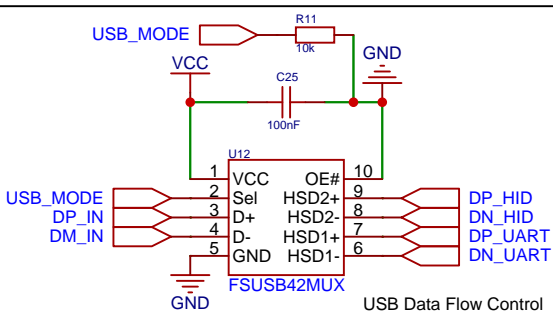 USB_MODE
R11
10k
GND
VCC
C25
100nF
U12
1 VCC OE# 10
USB_MODE 2 Sel HSD2+ 9 DP_HID
DP_IN 3 D+ HSD2- 8 DN_HID
DM_IN 4 D- HSD1+ 7 DP_UART
5 GND HSD1- 6 DN_UART
FSUSB42MUX
GND
USB Data Flow Control